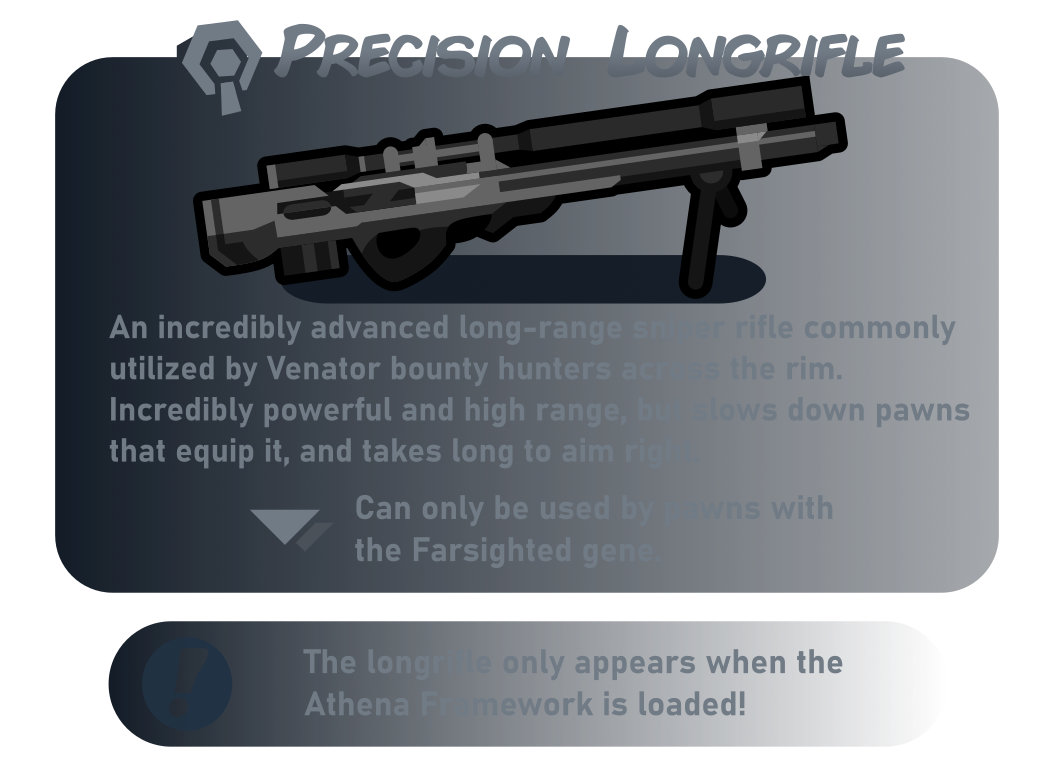 Precision Longrifle
An incredibly advanced long-range sniper rifle commonly
utilized by Venator bounty hunters across the rim.
Incredibly powerful and high range, but slows down pawns
that equip it, and takes long to aim right.
Can only be used by pawns with
the Farsighted gene.
The longrifle only appears when the
Athena Framework is loaded!